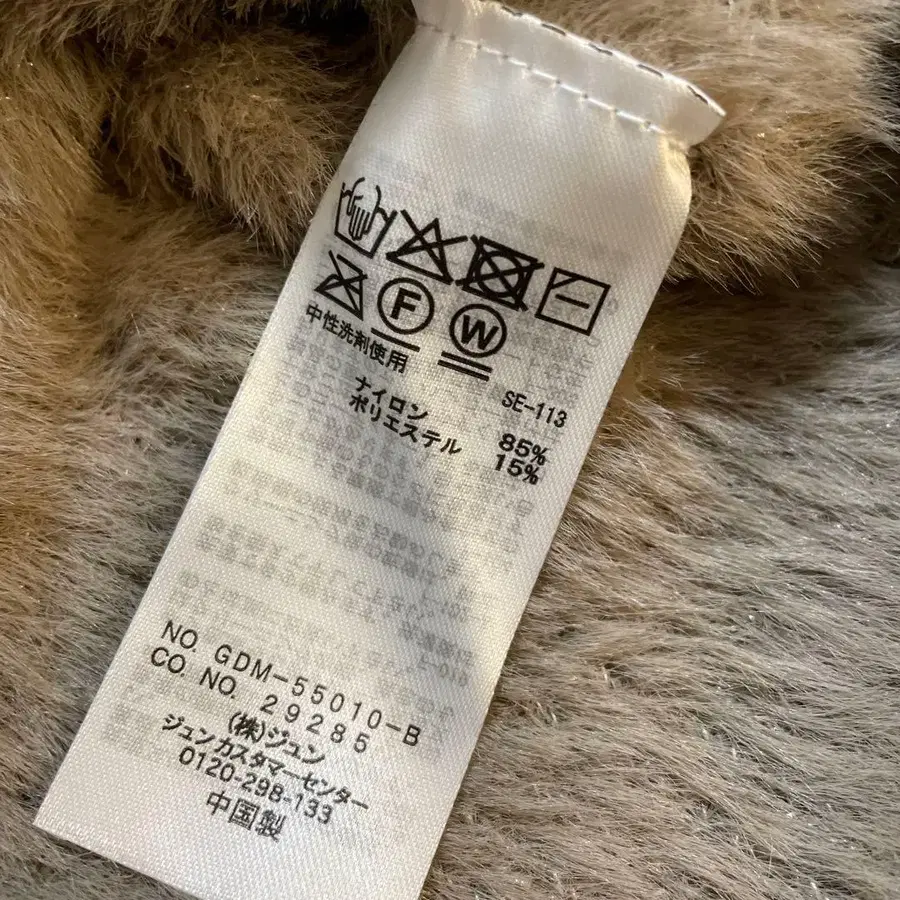 F W
中性洗剤使用
SE-113
ナイロン 85%
ポリエステル 15%
NO. GDM-55010-B
CO. NO. 29285
(株)ジュン
ジュンカスタマーセンター
0120-298-133
中国製